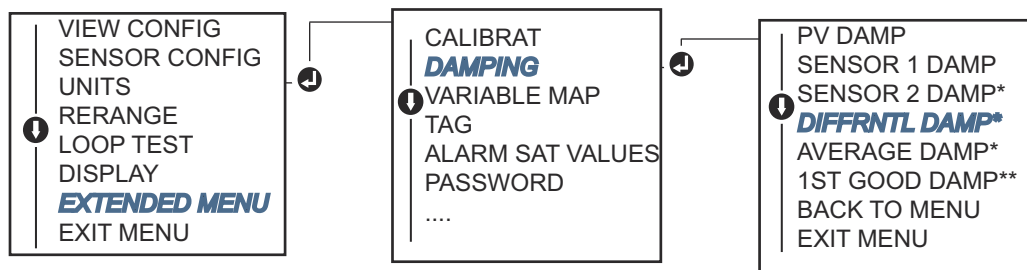 VIEW CONFIG
SENSOR CONFIG
UNITS
RERANGE
LOOP TEST
DISPLAY
EXTENDED MENU
EXIT MENU
CALIBRAT
DAMPING
VARIABLE MAP
TAG
ALARM SAT VALUES
PASSWORD
....
PV DAMP
SENSOR 1 DAMP
SENSOR 2 DAMP*
DIFFRNTL DAMP*
AVERAGE DAMP*
1ST GOOD DAMP**
BACK TO MENU
EXIT MENU